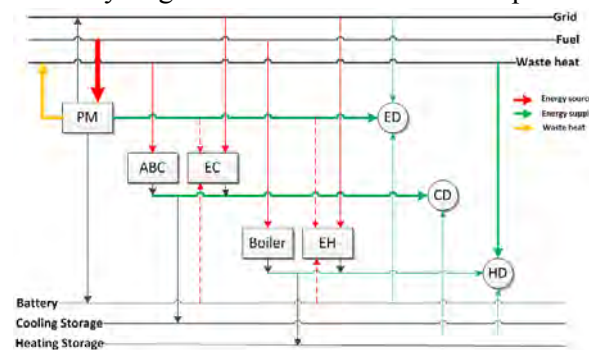 Grid
Fuel
Waste heat
Energy source
Energy suppl
Waste heat
PM
ED
ABC
EC
CD
Boiler
EH
HD
Battery
Cooling Storage
Heating Storage